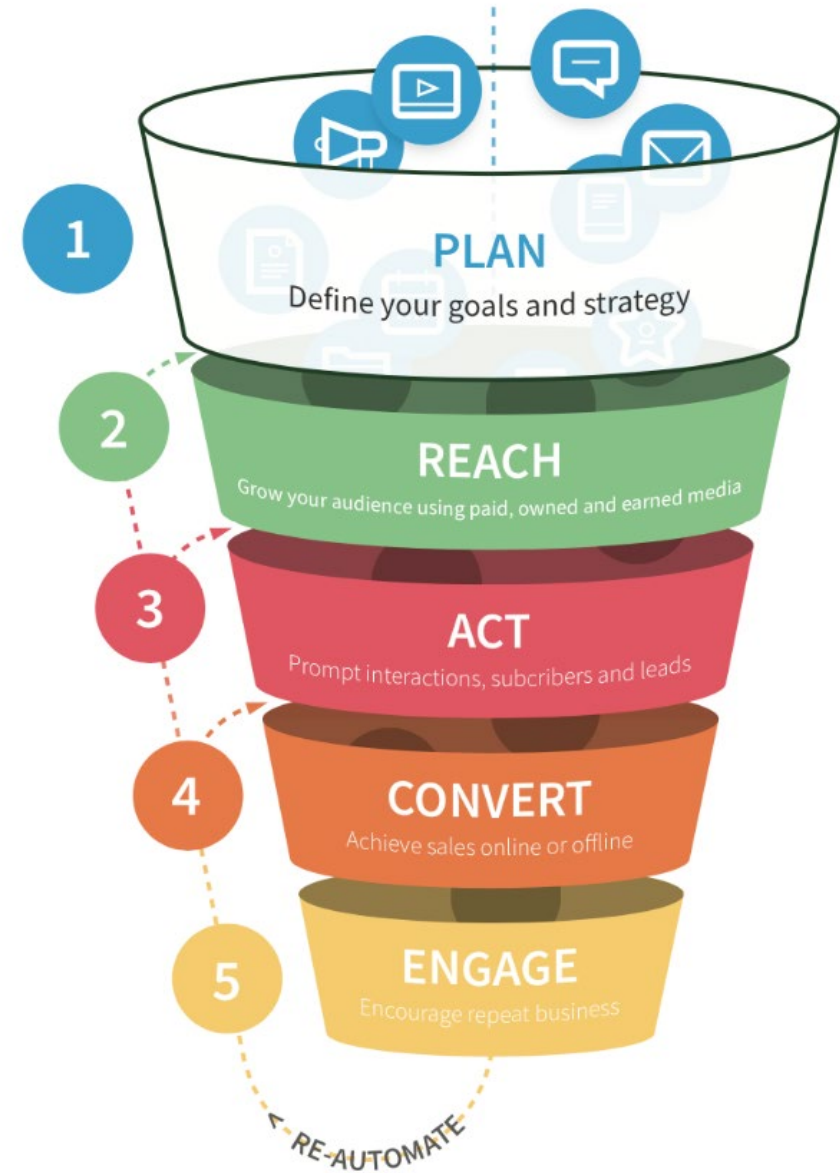 1
PLAN
Define your goals and strategy
2
REACH
Grow your audience using paid, owned and earned media
3
ACT
Prompt interactions, subcribers and leads
4
CONVERT
Achieve sales online or offline
5
ENGAGE
Encourage repeat business
< RE-AUTOMATE